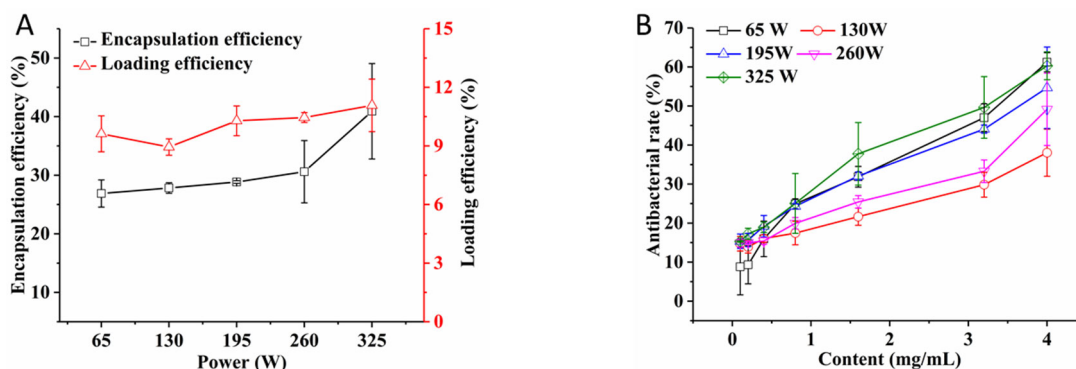 A
Encapsulation efficiency
Loading efficiency
Encapsulation efficiency (%)
50
40
30
20
10
65 130 195 260 325
Power (W)
15
12
9
6
3
0
Loading efficiency (%)
B
65 W 130W
195W 260W
325 W
Antibacterial rate (%)
70
60
50
40
30
20
10
0
0 1 2 3 4
Content (mg/mL)